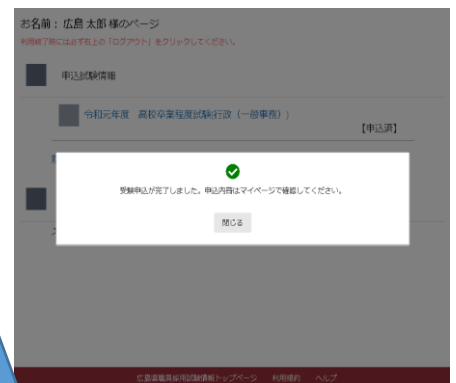 お名前： 広島 太郎 様のページ
利用終了時には必ず右上の「ログアウト」をクリックしてください。
申込試験情報
令和元年度　高校卒業程度試験(行政（一般事務）)
【申込済】
受験申込が完了しました。申込内容はマイページで確認してください。
閉じる
広島県職員採用試験情報トップページ　利用規約　ヘルプ